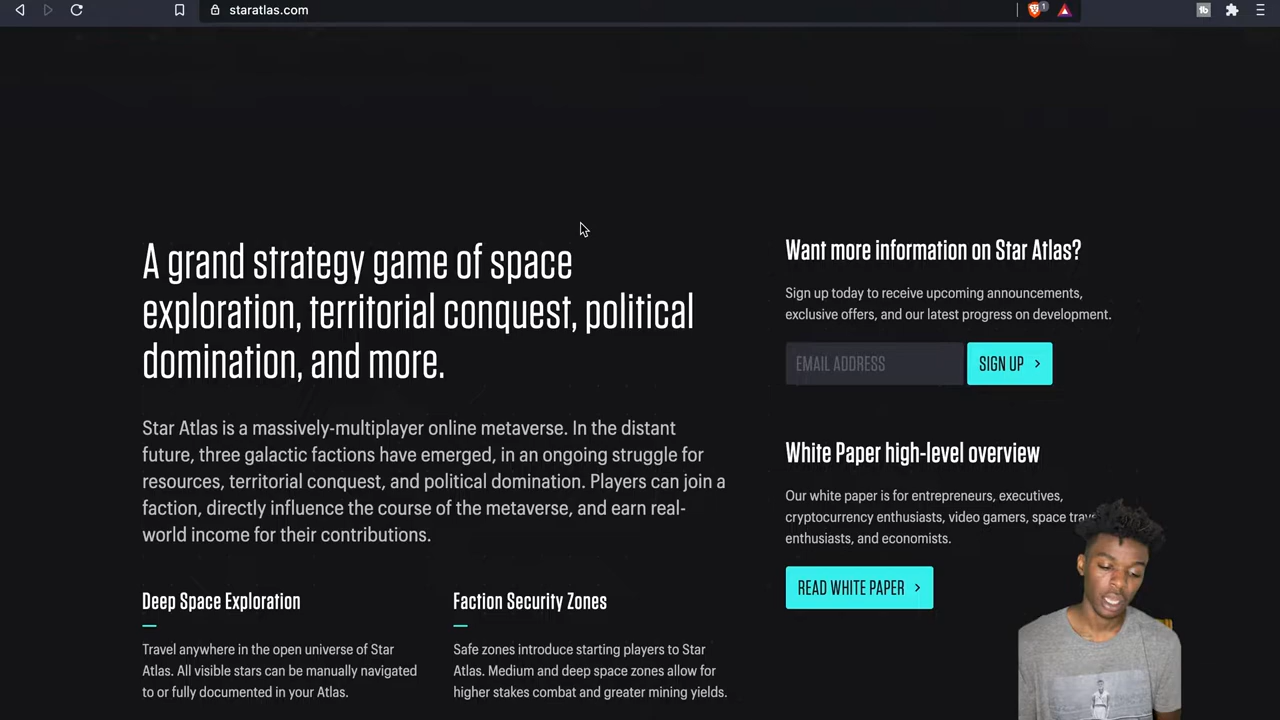 staratlas.com
1
tb
A grand strategy game of space
exploration, territorial conquest, political
domination, and more.
Star Atlas is a massively-multiplayer online metaverse. In the distant
future, three galactic factions have emerged, in an ongoing struggle for
resources, territorial conquest, and political domination. Players can join a
faction, directly influence the course of the metaverse, and earn real-
world income for their contributions.
Deep Space Exploration
Travel anywhere in the open universe of Star
Atlas. All visible stars can be manually navigated
to or fully documented in your Atlas.
Faction Security Zones
Safe zones introduce starting players to Star
Atlas. Medium and deep space zones allow for
higher stakes combat and greater mining yields.
Want more information on Star Atlas?
Sign up today to receive upcoming announcements,
exclusive offers, and our latest progress on development.
EMAIL ADDRESS
SIGN UP >
White Paper high-level overview
Our white paper is for entrepreneurs, executives,
cryptocurrency enthusiasts, video gamers, space
enthusiasts, and economists.
READ WHITE PAPER >